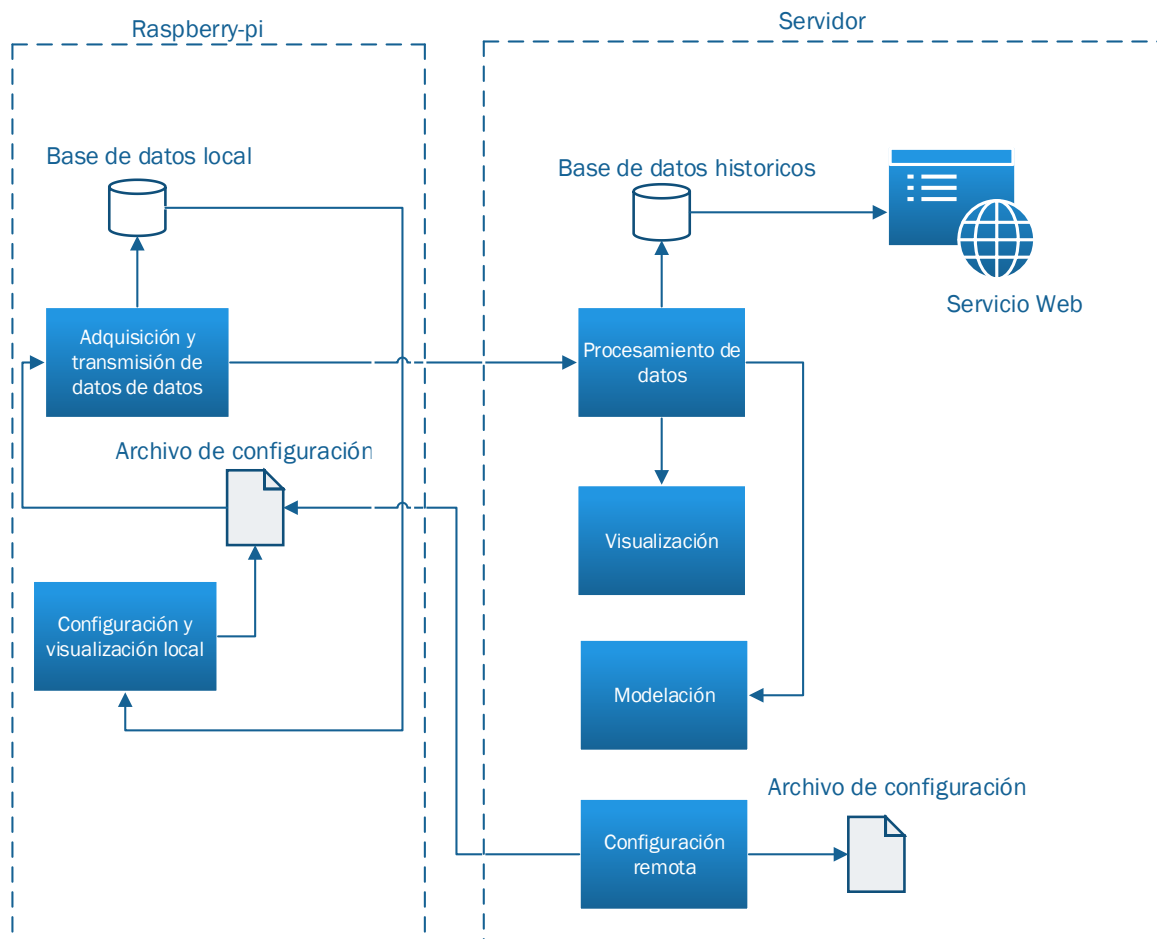 Raspberry-pi
Servidor
Base de datos local
Base de datos historicos
Servicio Web
Adquisición y
transmisión de
datos de datos
Procesamiento de
datos
Archivo de configuración
Visualización
Configuración y
visualización local
Modelación
Archivo de configuración
Configuración
remota